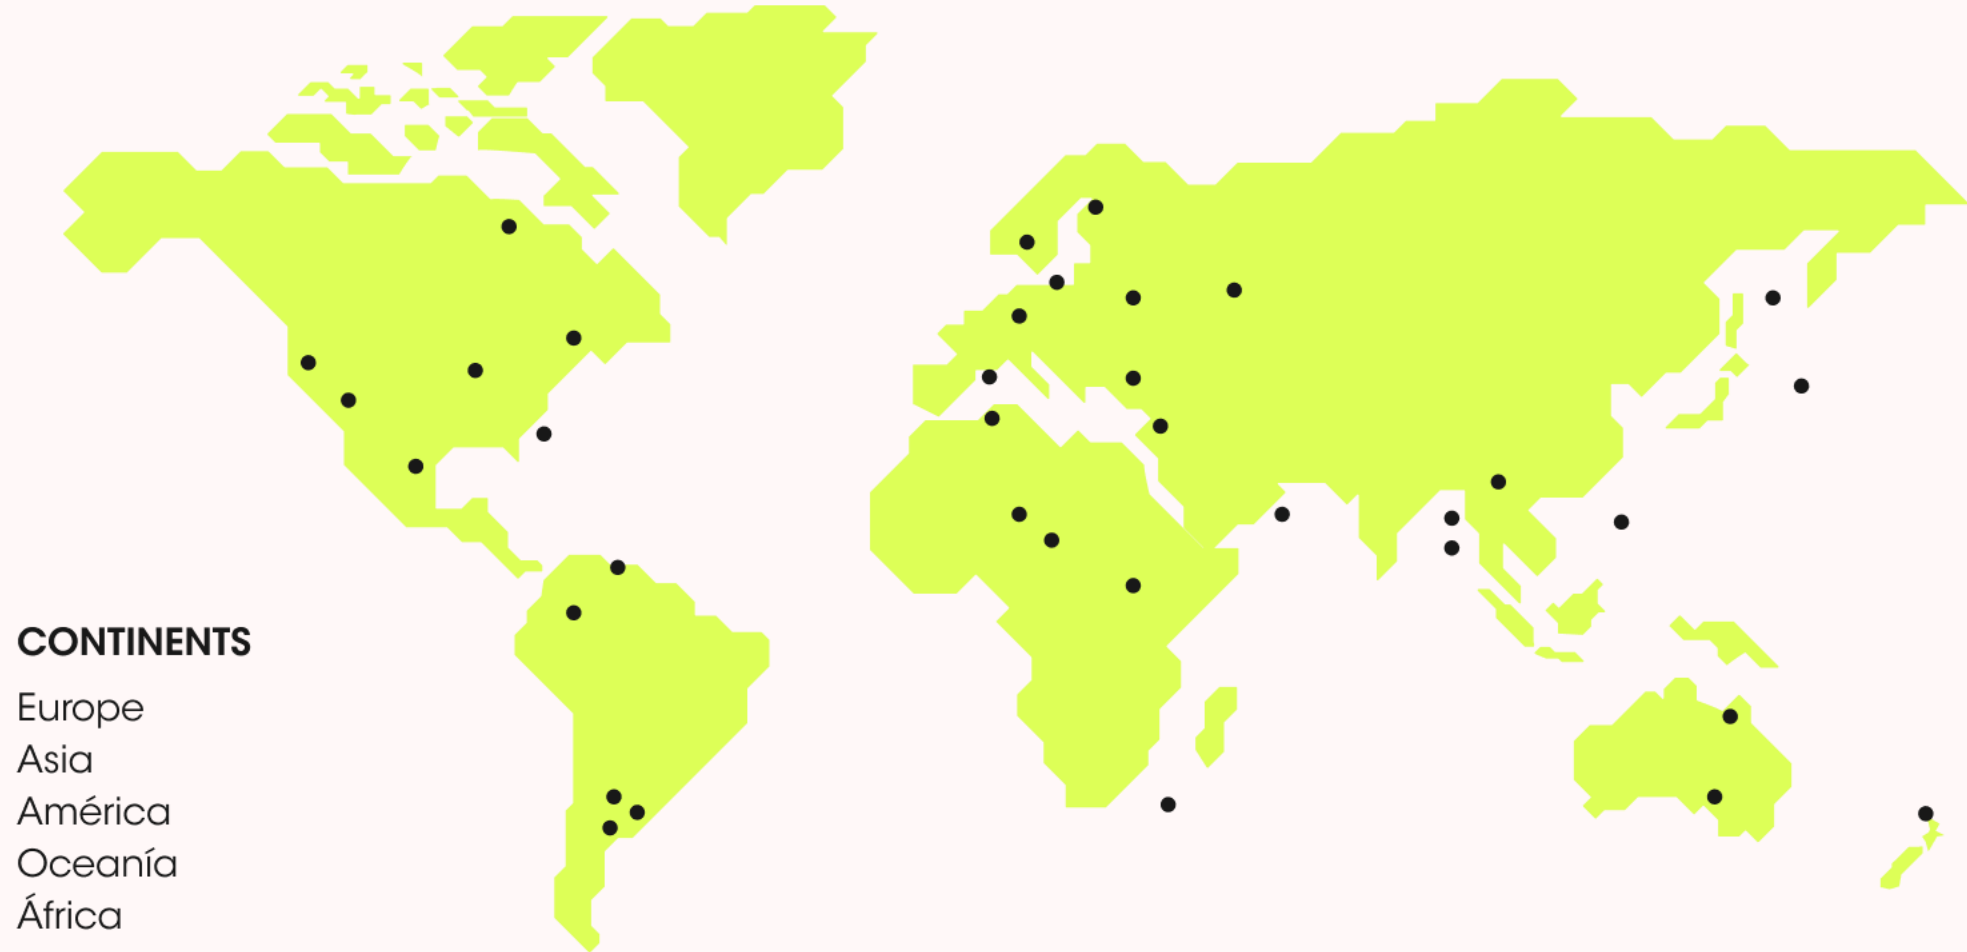 CONTINENTS
Europe
Asia
América
Oceanía
África